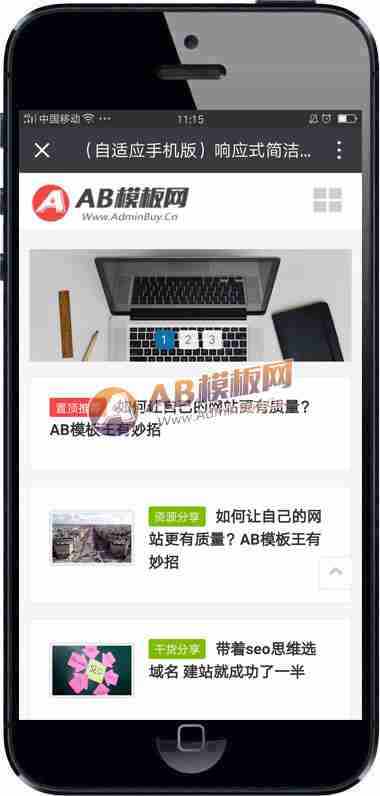 中国移动 11:15
（自适应手机版）响应式简洁...
AB模板网
Www.AdminBuy.Cn
1 2 3
AB模板网
置顶推荐 如何让自己的网站更有质量？
AB模板王有妙招
资源分享 如何让自己的网
站更有质量？AB模板王有
妙招
干货分享 带着seo思维选
域名 建站就成功了一半